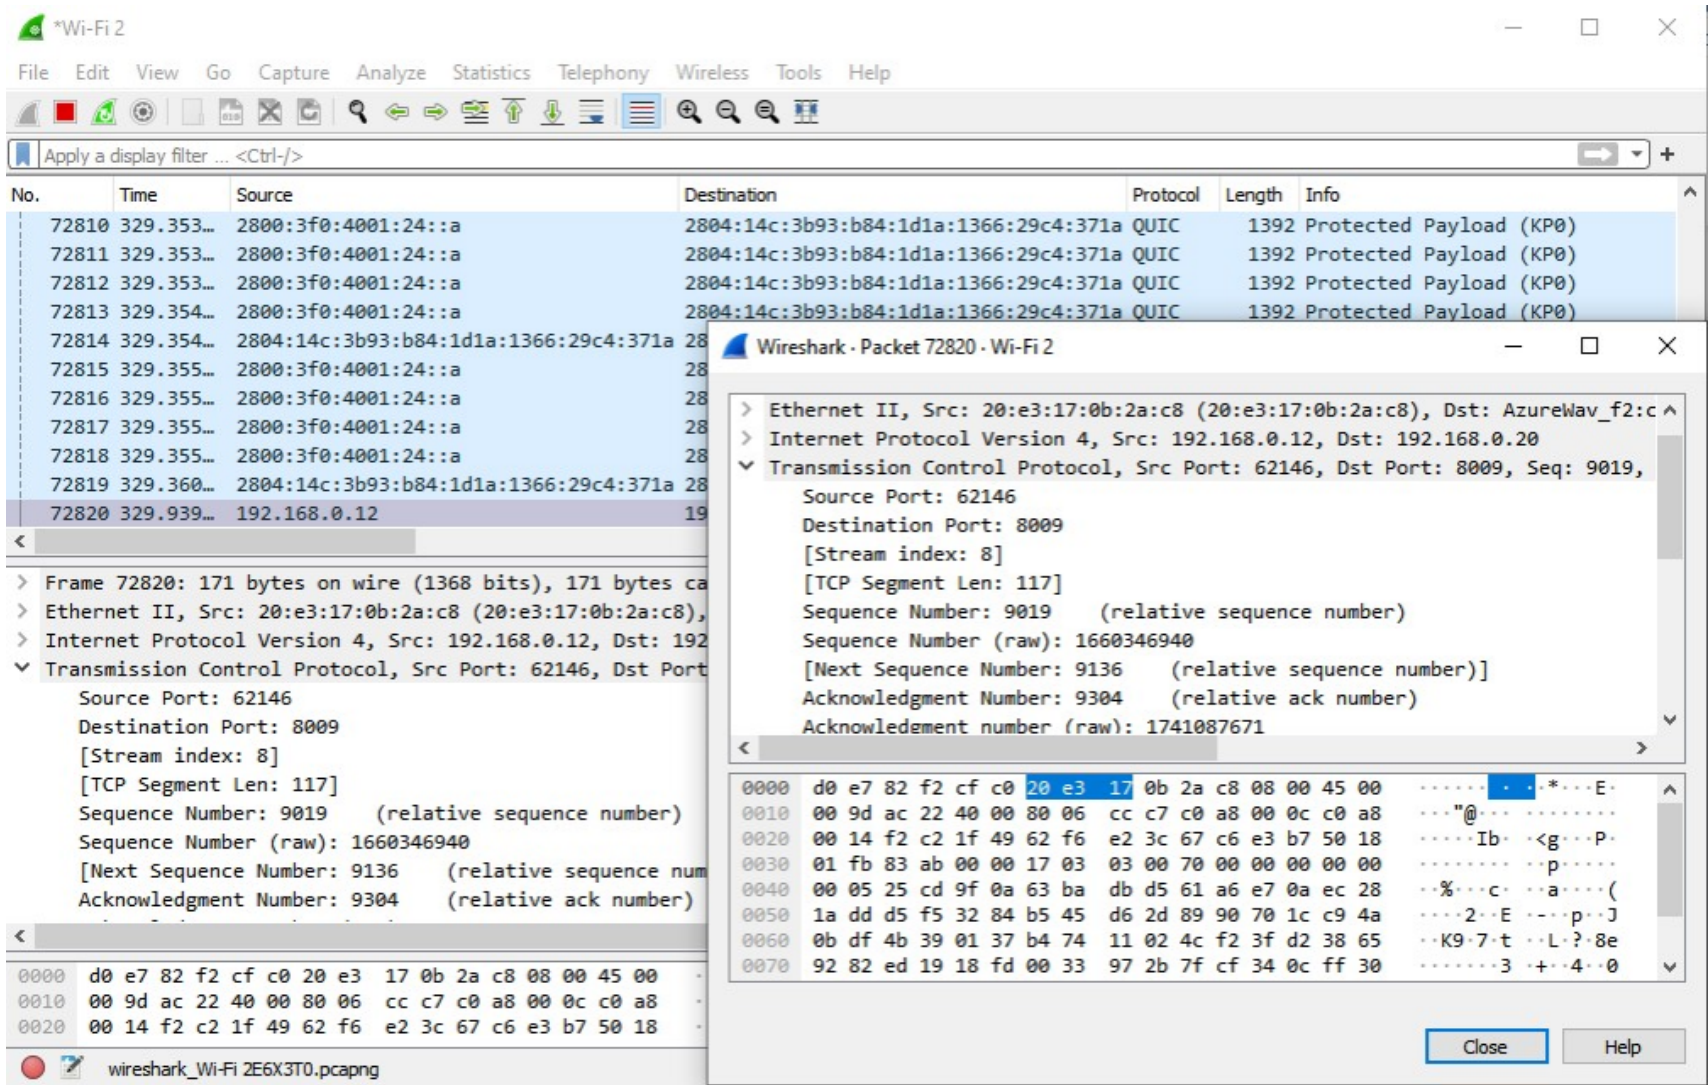 *Wi-Fi 2
File Edit View Go Capture Analyze Statistics Telephony Wireless Tools Help
Apply a display filter ... <Ctrl-/>
No. Time Source Destination Protocol Length Info
72810 329.353… 2800:3f0:4001:24::a 2804:14c:3b93:b84:1d1a:1366:29c4:371a QUIC 1392 Protected Payload (KP0)
72811 329.353… 2800:3f0:4001:24::a 2804:14c:3b93:b84:1d1a:1366:29c4:371a QUIC 1392 Protected Payload (KP0)
72812 329.353… 2800:3f0:4001:24::a 2804:14c:3b93:b84:1d1a:1366:29c4:371a QUIC 1392 Protected Payload (KP0)
72813 329.354… 2800:3f0:4001:24::a 2804:14c:3b93:b84:1d1a:1366:29c4:371a QUIC 1392 Protected Payload (KP0)
72814 329.354… 2804:14c:3b93:b84:1d1a:1366:29c4:371a 28
72815 329.355… 2800:3f0:4001:24::a 28
72816 329.355… 2800:3f0:4001:24::a 28
72817 329.355… 2800:3f0:4001:24::a 28
72818 329.355… 2800:3f0:4001:24::a 28
72819 329.360… 2804:14c:3b93:b84:1d1a:1366:29c4:371a 28
72820 329.939… 192.168.0.12 19
Frame 72820: 171 bytes on wire (1368 bits), 171 bytes ca
Ethernet II, Src: 20:e3:17:0b:2a:c8 (20:e3:17:0b:2a:c8),
Internet Protocol Version 4, Src: 192.168.0.12, Dst: 192
Transmission Control Protocol, Src Port: 62146, Dst Port
Source Port: 62146
Destination Port: 8009
[Stream index: 8]
[TCP Segment Len: 117]
Sequence Number: 9019 (relative sequence number)
Sequence Number (raw): 1660346940
[Next Sequence Number: 9136 (relative sequence num
Acknowledgment Number: 9304 (relative ack number)
0000 d0 e7 82 f2 cf c0 20 e3 17 0b 2a c8 08 00 45 00
0010 00 9d ac 22 40 00 80 06 cc c7 c0 a8 00 0c c0 a8
0020 00 14 f2 c2 1f 49 62 f6 e2 3c 67 c6 e3 b7 50 18
wireshark_Wi-Fi 2E6X3T0.pcapng
Wireshark · Packet 72820 · Wi-Fi 2
Ethernet II, Src: 20:e3:17:0b:2a:c8 (20:e3:17:0b:2a:c8), Dst: AzureWav_f2:c
Internet Protocol Version 4, Src: 192.168.0.12, Dst: 192.168.0.20
Transmission Control Protocol, Src Port: 62146, Dst Port: 8009, Seq: 9019,
Source Port: 62146
Destination Port: 8009
[Stream index: 8]
[TCP Segment Len: 117]
Sequence Number: 9019 (relative sequence number)
Sequence Number (raw): 1660346940
[Next Sequence Number: 9136 (relative sequence number)]
Acknowledgment Number: 9304 (relative ack number)
Acknowledgment number (raw): 1741087671
0000 d0 e7 82 f2 cf c0 20 e3 17 0b 2a c8 08 00 45 00 ······ · ··*···E·
0010 00 9d ac 22 40 00 80 06 cc c7 c0 a8 00 0c c0 a8 ···"@··· ········
0020 00 14 f2 c2 1f 49 62 f6 e2 3c 67 c6 e3 b7 50 18 ·····Ib· ·<g···P·
0030 01 fb 83 ab 00 00 17 03 03 00 70 00 00 00 00 00 ········ ··p·····
0040 00 05 25 cd 9f 0a 63 ba db d5 61 a6 e7 0a ec 28 ··%···c· ··a····(
0050 1a dd d5 f5 32 84 b5 45 d6 2d 89 90 70 1c c9 4a ····2··E ·-··p··J
0060 0b df 4b 39 01 37 b4 74 11 02 4c f2 3f d2 38 65 ··K9·7·t ··L·?·8e
0070 92 82 ed 19 18 fd 00 33 97 2b 7f cf 34 0c ff 30 ·······3 ·+··4··0
Close Help